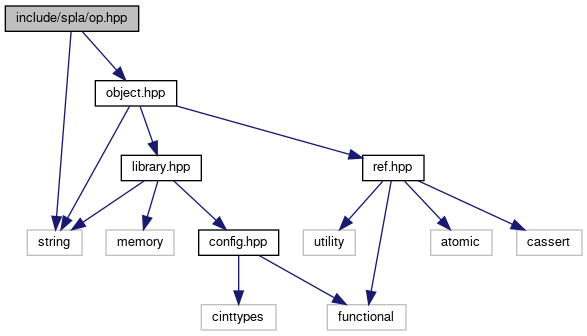 include/spla/op.hpp
object.hpp
library.hpp
ref.hpp
string
memory
config.hpp
utility
atomic
cassert
cinttypes
functional